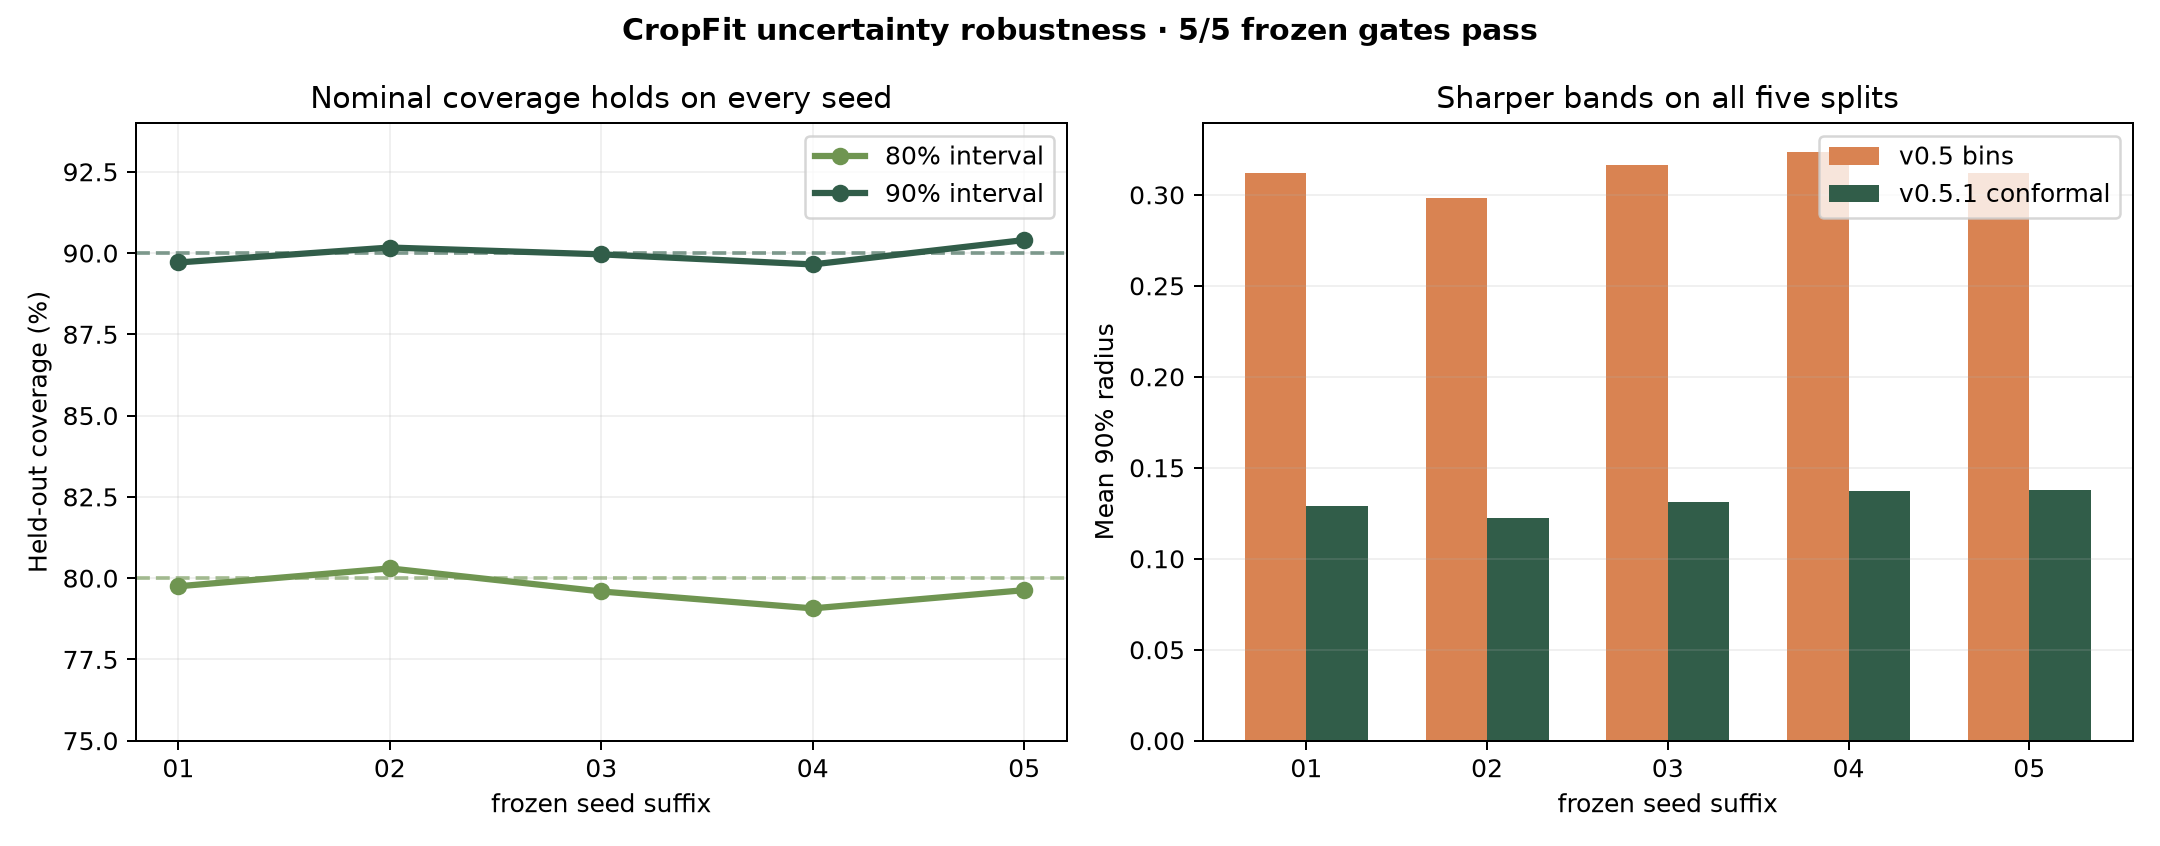 CropFit uncertainty robustness · 5/5 frozen gates pass
Nominal coverage holds on every seed
80% interval
90% interval
Held-out coverage (%)
92.5
90.0
87.5
85.0
82.5
80.0
77.5
75.0
01 02 03 04 05
frozen seed suffix
Sharper bands on all five splits
v0.5 bins
v0.5.1 conformal
Mean 90% radius
0.30
0.25
0.20
0.15
0.10
0.05
0.00
01 02 03 04 05
frozen seed suffix